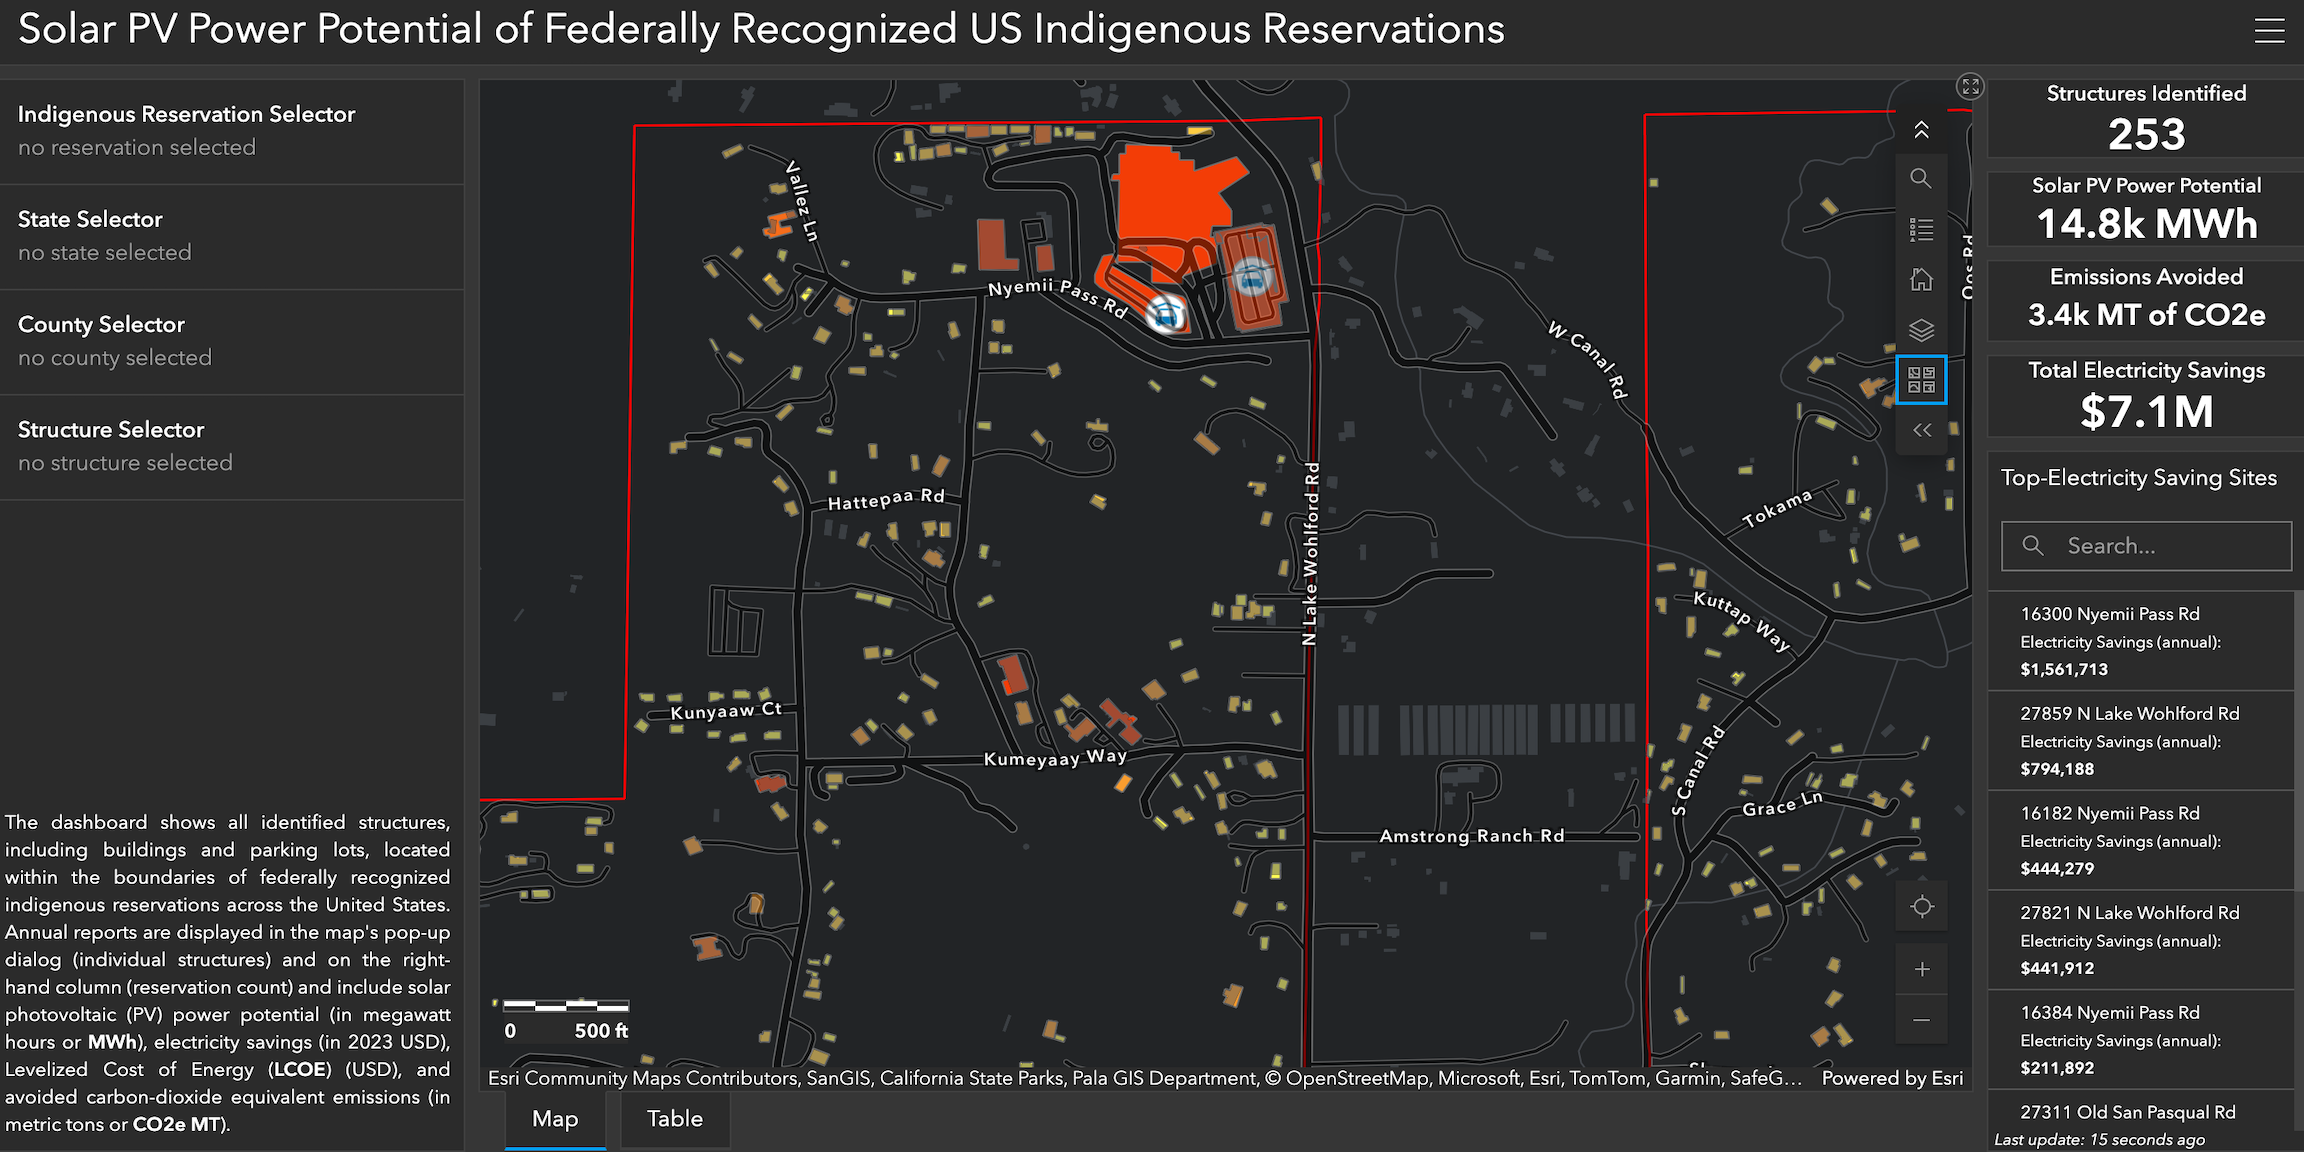 Solar PV Power Potential of Federally Recognized US Indigenous Reservations
Indigenous Reservation Selector
no reservation selected
State Selector
no state selected
County Selector
no county selected
Structure Selector
no structure selected
The dashboard shows all identified structures,
including buildings and parking lots, located
within the boundaries of federally recognized
indigenous reservations across the United States.
Annual reports are displayed in the map's pop-up
dialog (individual structures) and on the right-
hand column (reservation count) and include solar
photovoltaic (PV) power potential (in megawatt
hours or MWh), electricity savings (in 2023 USD),
Levelized Cost of Energy (LCOE) (USD), and
avoided carbon-dioxide equivalent emissions (in
metric tons or CO2e MT).
Vallez Ln
Nyemii Pass Rd
W Canal Rd
Hattepaa Rd
N Lake Wohlford Rd
Tokama
Kuttap Way
Kunyaaw Ct
Kumeyaay Way
S Canal Rd
Grace Ln
Amstrong Ranch Rd
0 500 ft
Esri Community Maps Contributors, SanGIS, California State Parks, Pala GIS Department, © OpenStreetMap, Microsoft, Esri, TomTom, Garmin, SafeG... Powered by Esri
Map Table
Structures Identified
253
Solar PV Power Potential
14.8k MWh
Emissions Avoided
3.4k MT of CO2e
Total Electricity Savings
$7.1M
Top-Electricity Saving Sites
Search...
16300 Nyemii Pass Rd
Electricity Savings (annual):
$1,561,713
27859 N Lake Wohlford Rd
Electricity Savings (annual):
$794,188
16182 Nyemii Pass Rd
Electricity Savings (annual):
$444,279
27821 N Lake Wohlford Rd
Electricity Savings (annual):
$441,912
16384 Nyemii Pass Rd
Electricity Savings (annual):
$211,892
27311 Old San Pasqual Rd
Last update: 15 seconds ago